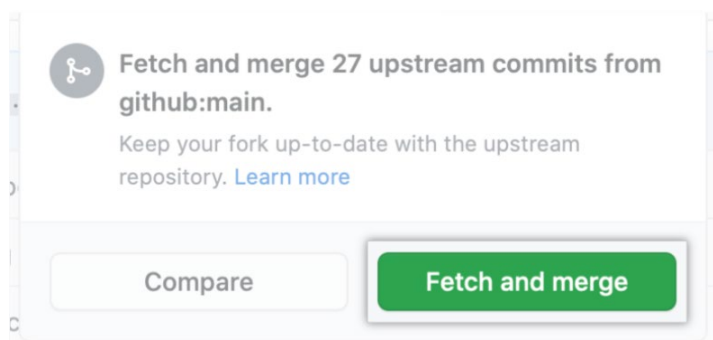 Fetch and merge 27 upstream commits from
github:main.
Keep your fork up-to-date with the upstream
repository. Learn more
Compare
Fetch and merge